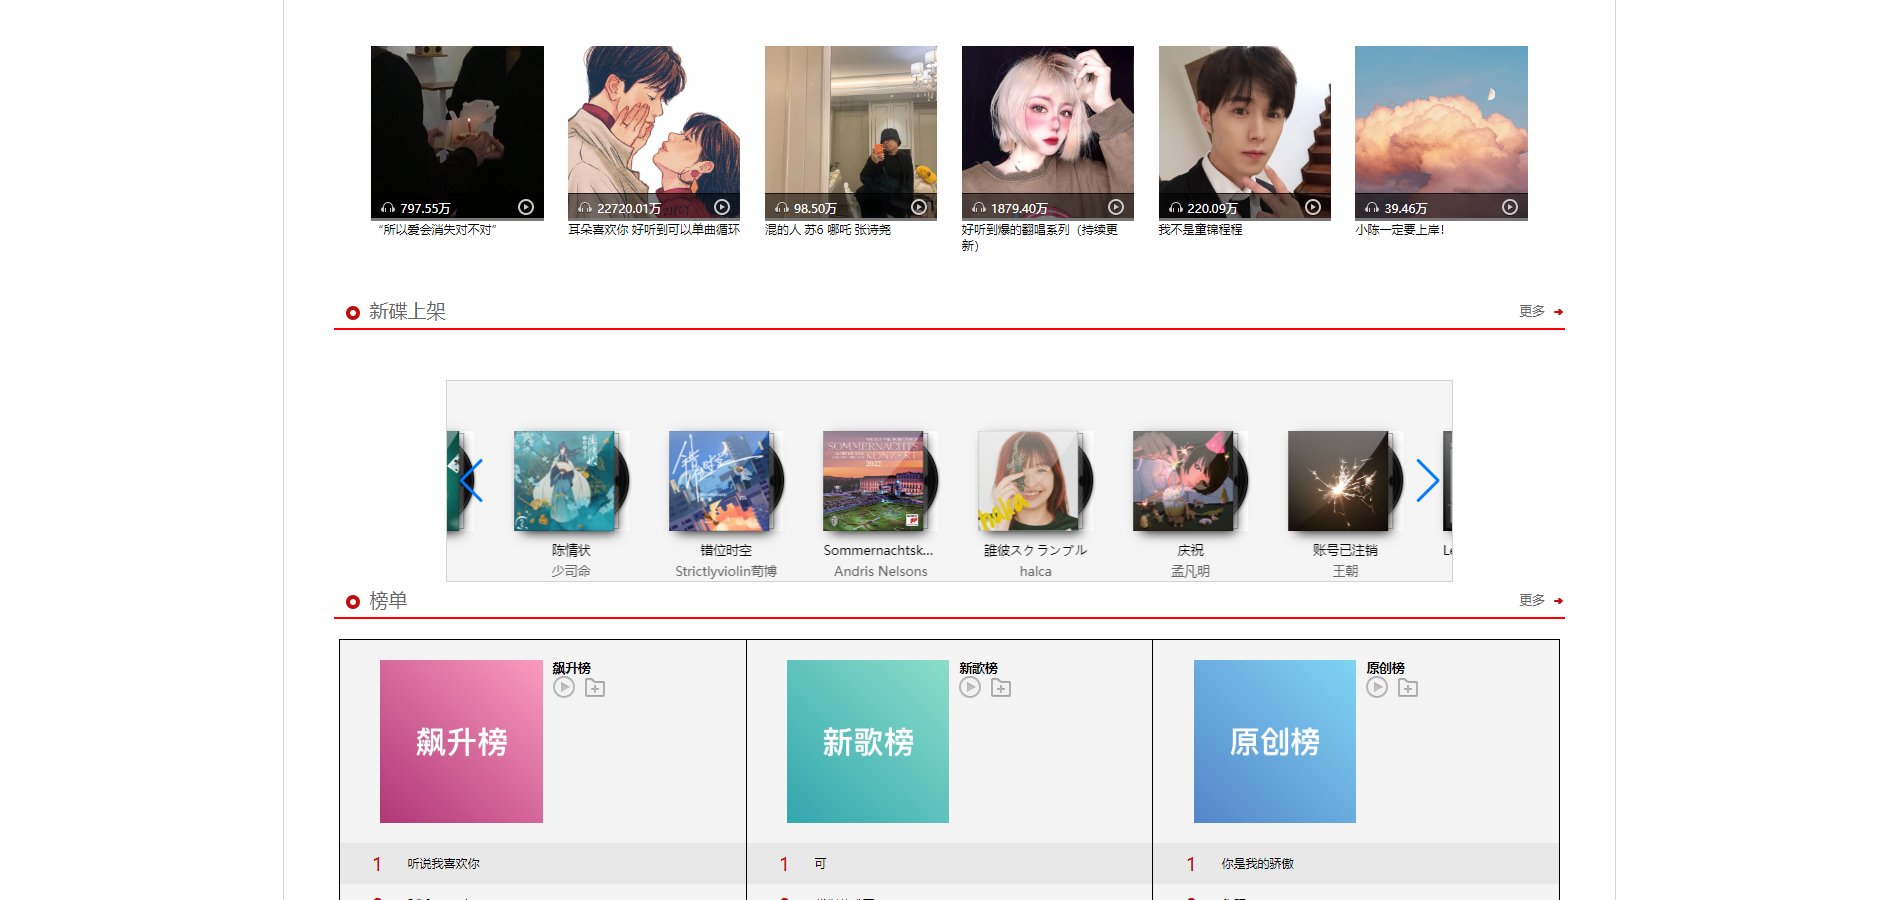 797.55万
22720.01万
98.50万
1879.40万
220.09万
39.46万
“所以爱会消失对不对”
耳朵喜欢你 好听到可以单曲循环
混的人 苏6 哪吒 张诗尧
好听到爆的翻唱系列（持续更
新）
我不是童锦程程
小陈一定要上岸！
新碟上架
更多
SOMMERNACHTS
KONZERT
2022
halca
陈情状
错位时空
Sommernachtsk...
誰彼スクランブル
庆祝
账号已注销
少司命
Strictlyviolin荀博
Andris Nelsons
halca
孟凡明
王朝
榜单
更多
飙升榜
飙升榜
新歌榜
新歌榜
原创榜
原创榜
1 听说我喜欢你
1 可
1 你是我的骄傲